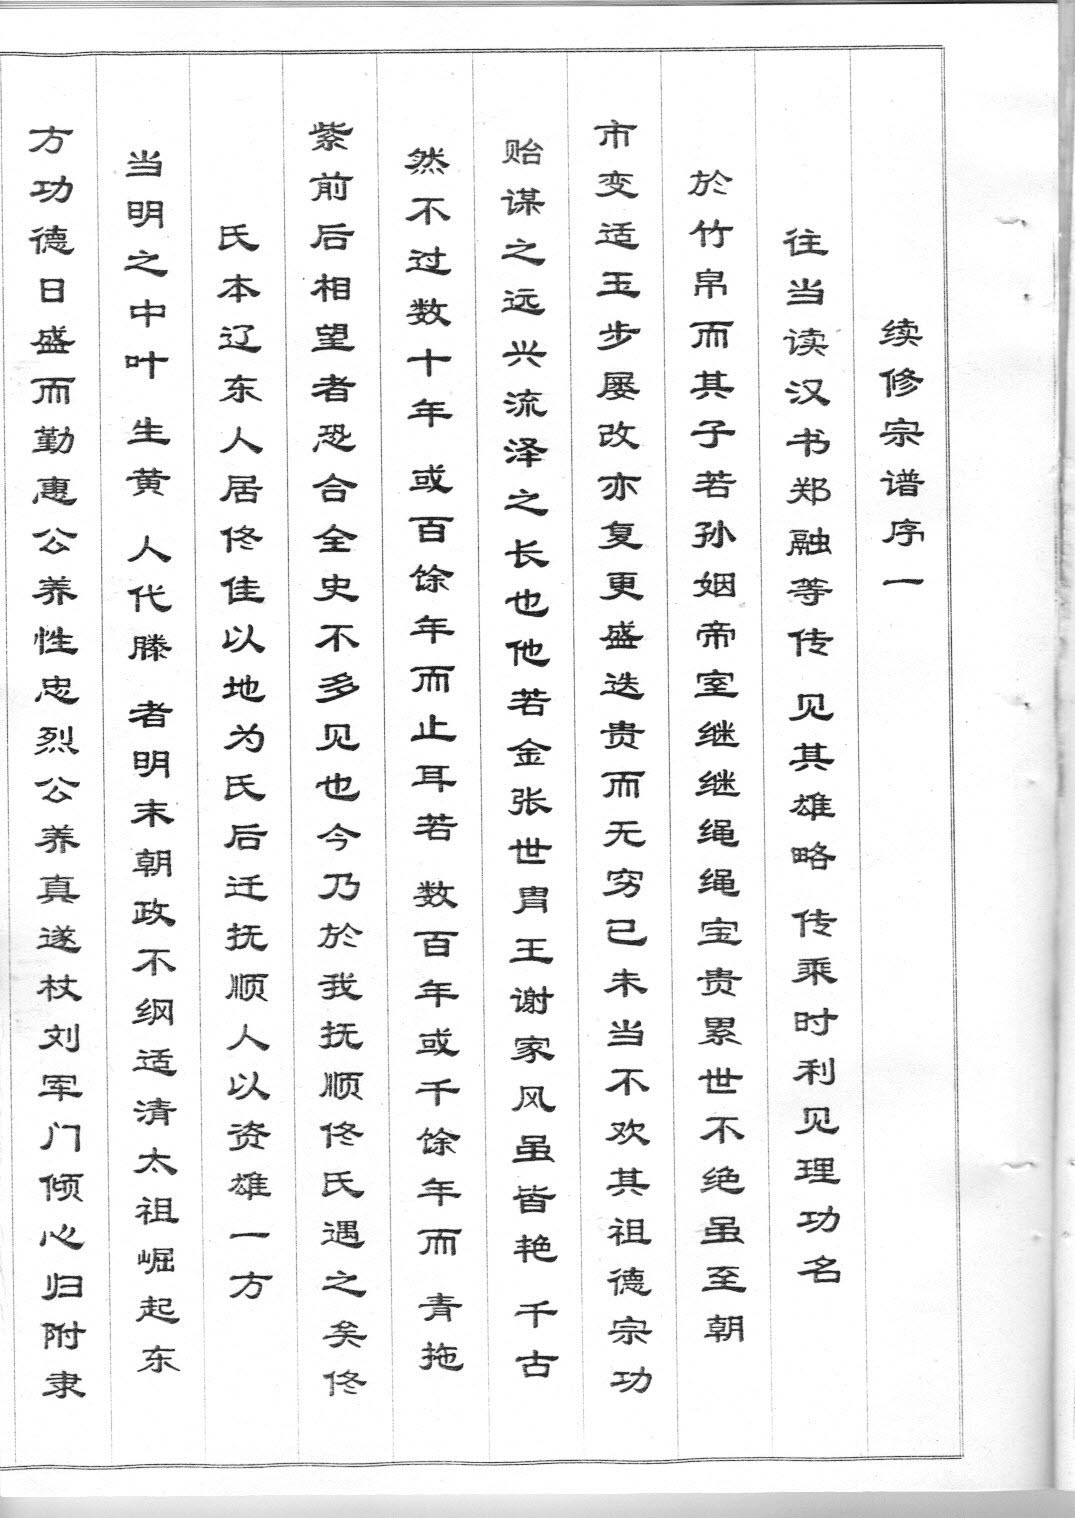 续修宗谱序一
往当读汉书郑融等传 见其雄略 传乘时利见理功名
於竹帛而其子若孙姻帝室继继绳绳宝贵累世不绝虽至朝
市变适玉步屡改亦复更盛迭贵而无穷已未当不欢其祖德宗功
贻谋之远兴流泽之长也他若金张世胄王谢家风虽皆艳 千古
然不过数十年 或百馀年而止耳若 数百年或千馀年而 青拖
紫前后相望者恐合全史不多见也今乃於我抚顺佟氏遇之矣佟
氏本辽东人居佟佳以地为氏后迁抚顺人以资雄一方
当明之中叶 生黄 人代滕 者明末朝政不纲适清太祖崛起东
方功德日盛而勤惠公养性忠烈公养真遂杖刘军门倾心归附隶